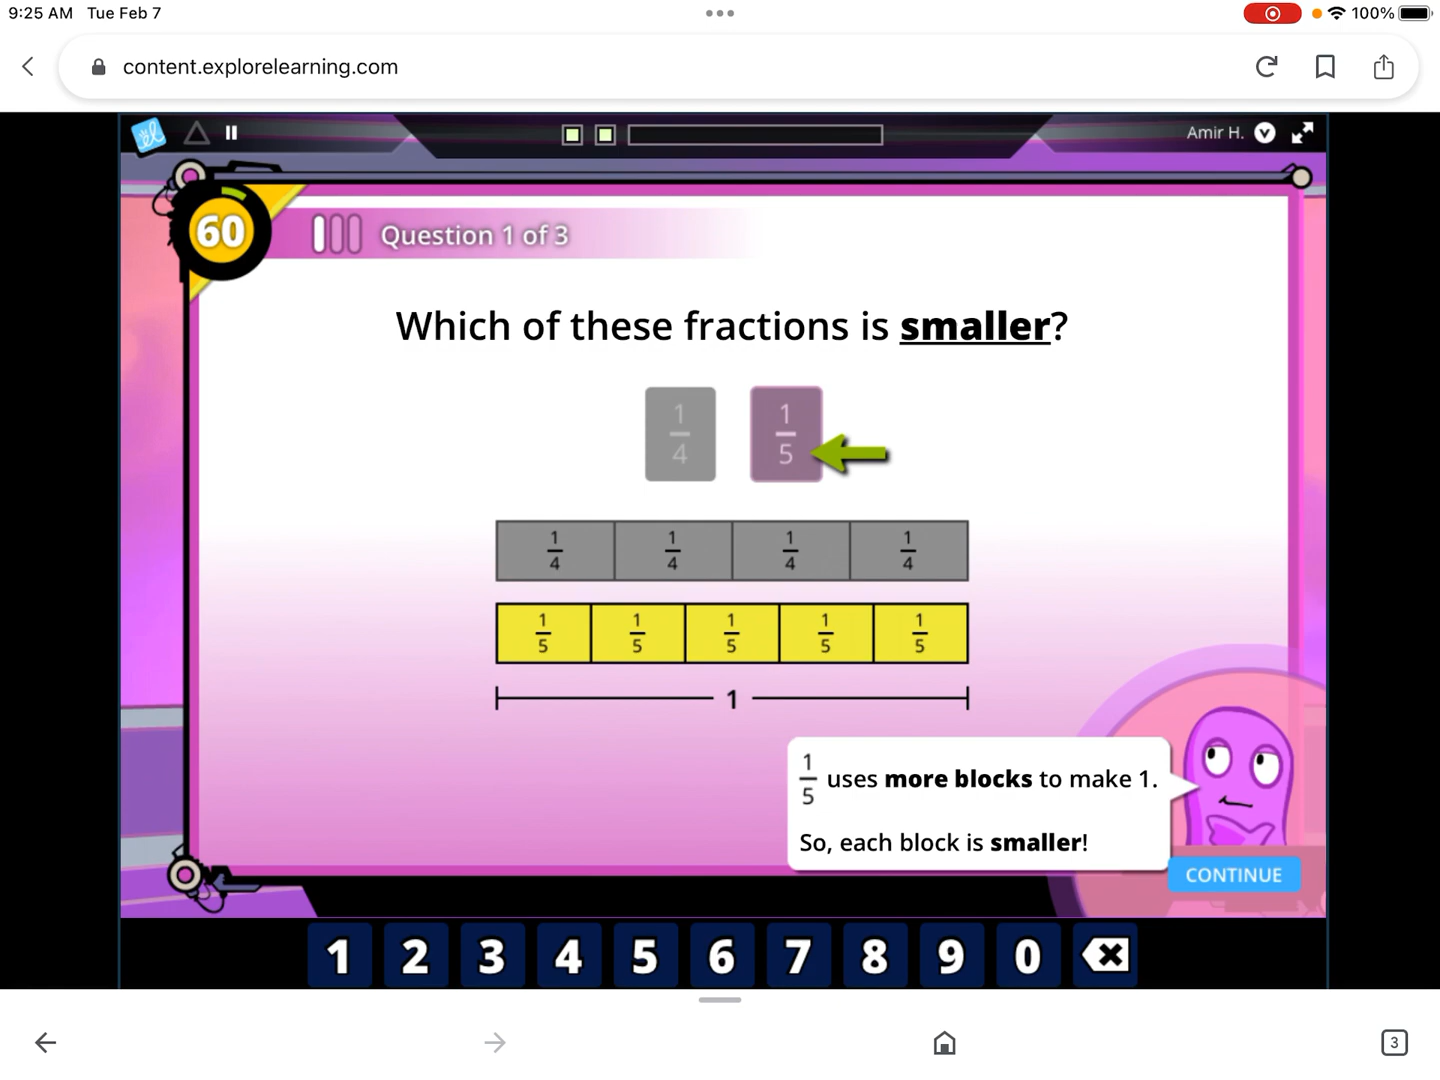 9:25 AM Tue Feb 7
100%
content.explorelearning.com
Amir H.
60
Question 1 of 3
Which of these fractions is smaller?
1/4 1/5
1/4 1/4 1/4 1/4
1/5 1/5 1/5 1/5 1/5
1
1/5 uses more blocks to make 1.
So, each block is smaller!
CONTINUE
1 2 3 4 5 6 7 8 9 0
3